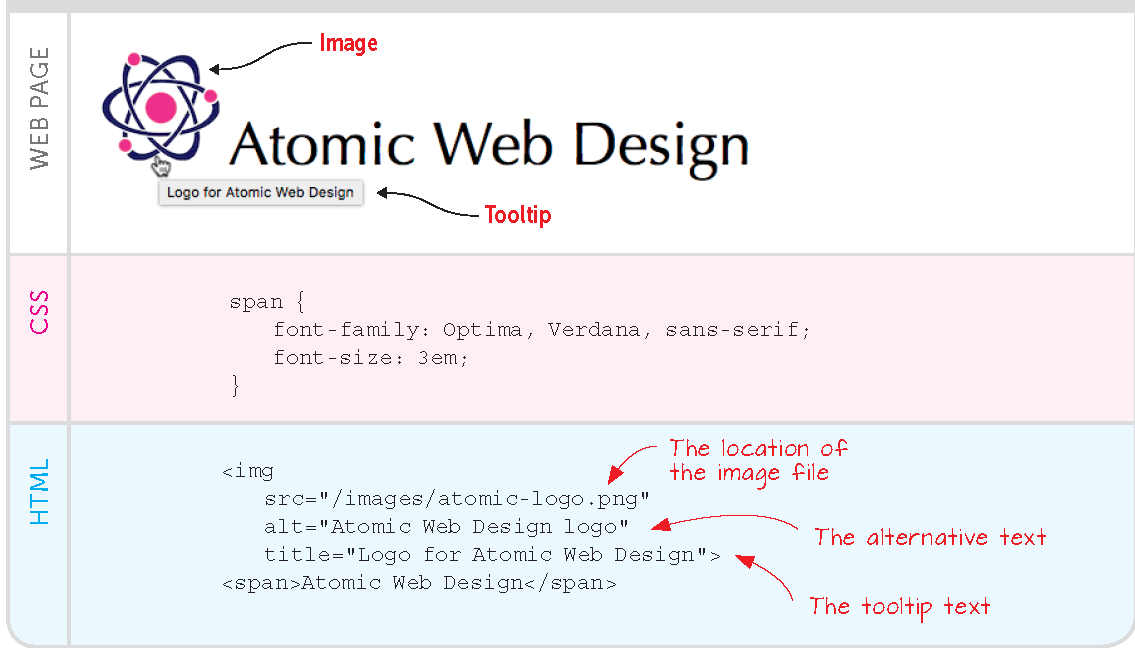 WEB PAGE
Image
Atomic Web Design
Logo for Atomic Web Design
Tooltip
CSS
span {
font-family: Optima, Verdana, sans-serif;
font-size: 3em;
}
HTML
The location of
the image file
<img
src="/images/atomic-logo.png"
alt="Atomic Web Design logo"
The alternative text
title="Logo for Atomic Web Design">
<span>Atomic Web Design</span>
The tooltip text